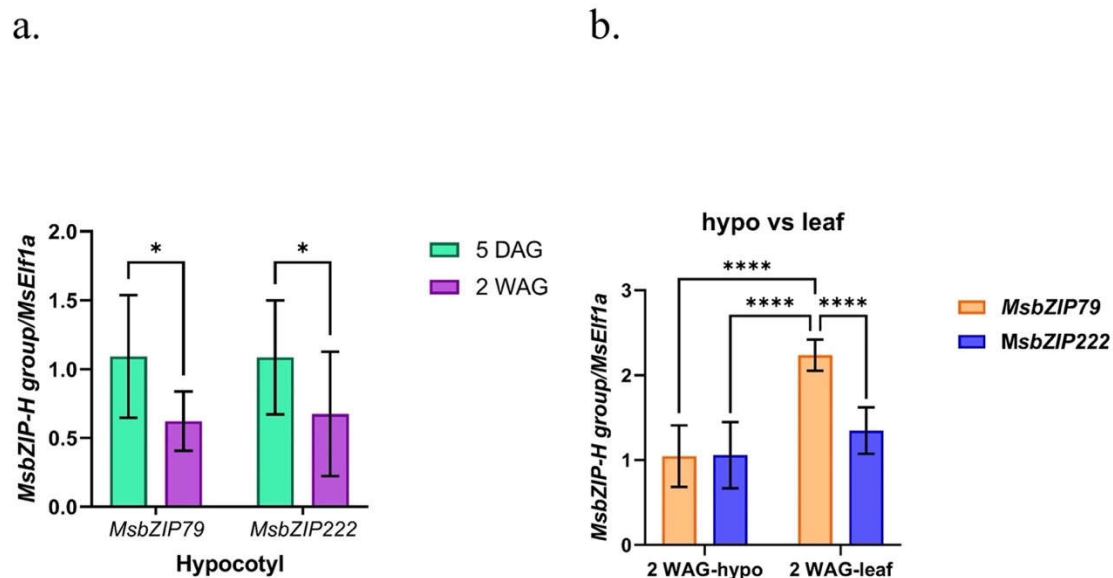 a.
MsbZIP-H group/MsElf1a
2.0
1.5
1.0
0.5
0.0
*
*
MsbZIP79
MsbZIP222
Hypocotyl
5 DAG
2 WAG
b.
hypo vs leaf
MsbZIP-H group/MsElf1a
3
2
1
0
****
****
****
2 WAG-hypo
2 WAG-leaf
MsbZIP79
MsbZIP222